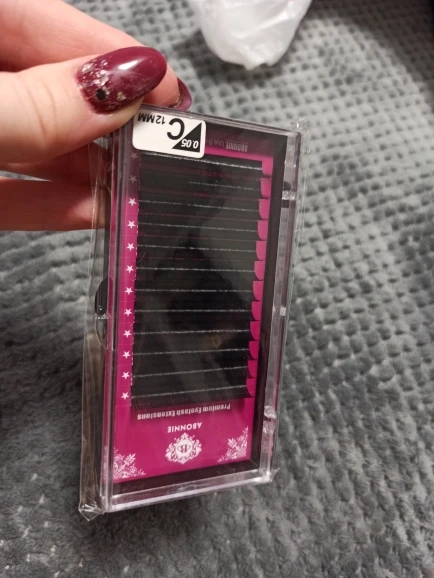 0.05
C
12MM
Premium Eyelash Extensions
ABONNIE
B